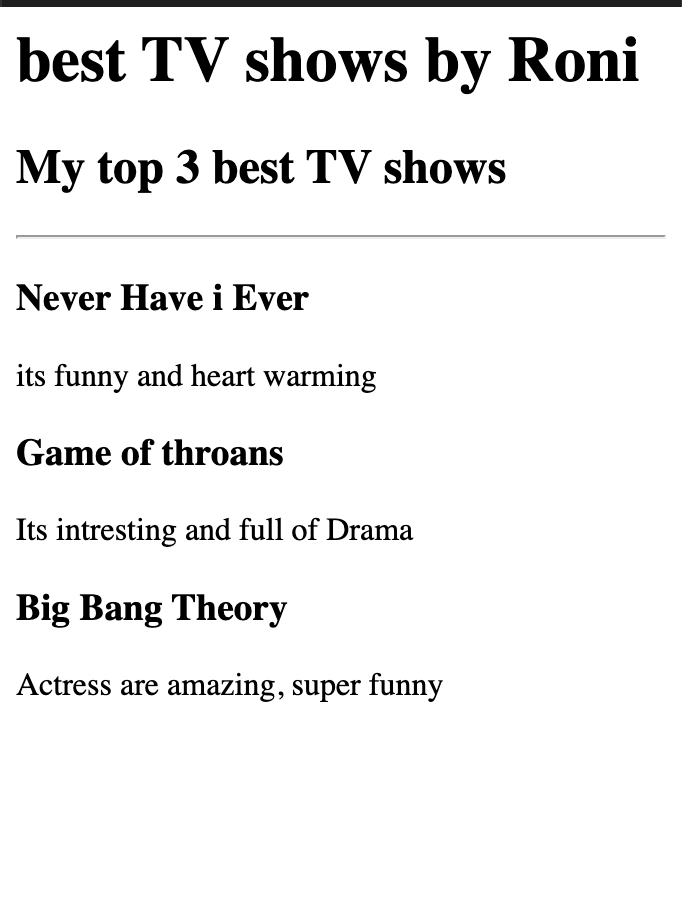 best TV shows by Roni
My top 3 best TV shows
Never Have i Ever
its funny and heart warming
Game of throans
Its intresting and full of Drama
Big Bang Theory
Actress are amazing, super funny